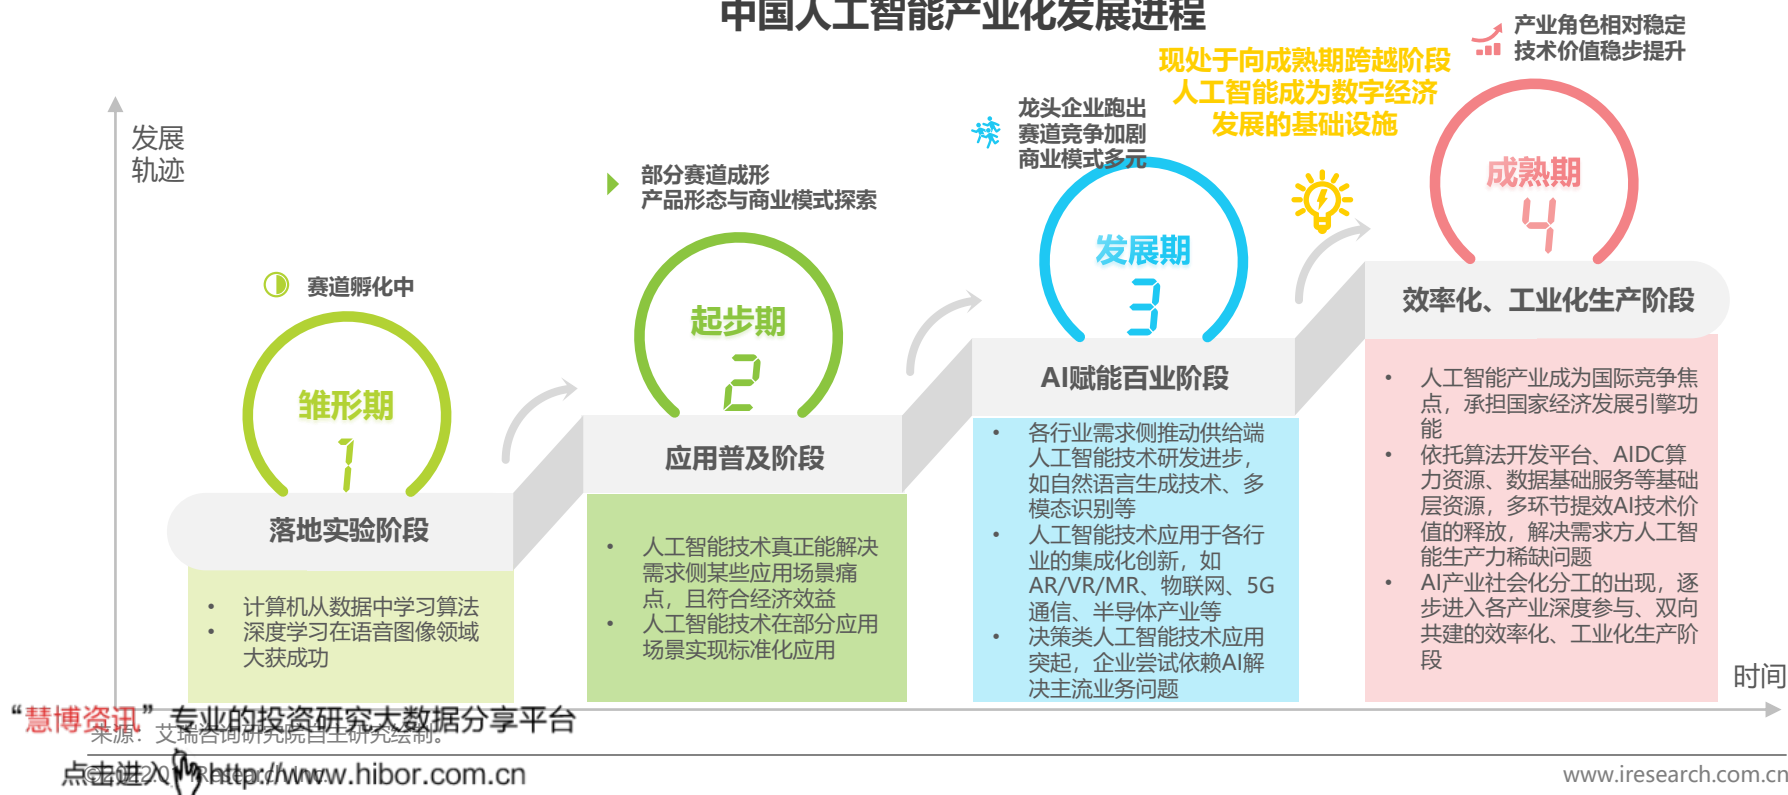 中国人工智能产业化发展进程
发展
轨迹
赛道孵化中
雏形期
1
落地实验阶段
• 计算机从数据中学习算法
• 深度学习在语音图像领域
大获成功
部分赛道成形
产品形态与商业模式探索
起步期
2
应用普及阶段
• 人工智能技术真正能解决
需求侧某些应用场景痛
点，且符合经济效益
• 人工智能技术在部分应用
场景实现标准化应用
龙头企业跑出
赛道竞争加剧
商业模式多元
发展期
3
AI赋能百业阶段
• 各行业需求侧推动供给端
人工智能技术研发进步，
如自然语言生成技术、多
模态识别等
• 人工智能技术应用于各行
业的集成化创新，如
AR/VR/MR、物联网、5G
通信、半导体产业等
• 决策类人工智能技术应用
突起，企业尝试依赖AI解
决主流业务问题
现处于向成熟期跨越阶段
人工智能成为数字经济
发展的基础设施
产业角色相对稳定
技术价值稳步提升
成熟期
4
效率化、工业化生产阶段
• 人工智能产业成为国际竞争焦
点，承担国家经济发展引擎功
能
• 依托算法开发平台、AIDC算
力资源、数据基础服务等基础
层资源，多环节提效AI技术价
值的释放，解决需求方人工智
能生产力稀缺问题
• AI产业社会化分工的出现，逐
步进入各产业深度参与、双向
共建的效率化、工业化生产阶
段
时间
“慧博资讯”专业的投资研究大数据分享平台
来源：艾瑞咨询研究院自主研究绘制。
点击进入http://www.hibor.com.cn
iResearch Inc.
www.iresearch.com.cn